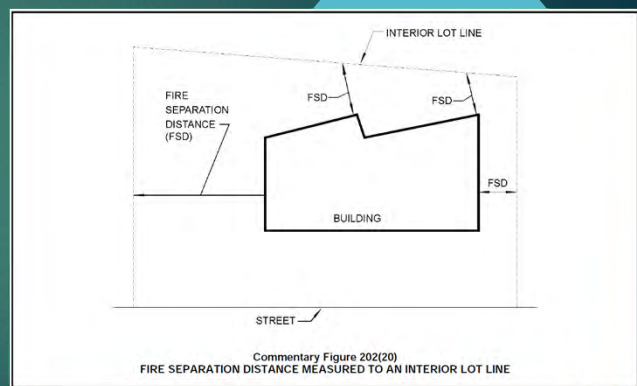 INTERIOR LOT LINE
FSD
FSD
FIRE
SEPARATION
DISTANCE
(FSD)
FSD
BUILDING
STREET
Commentary Figure 202(20)
FIRE SEPARATION DISTANCE MEASURED TO AN INTERIOR LOT LINE